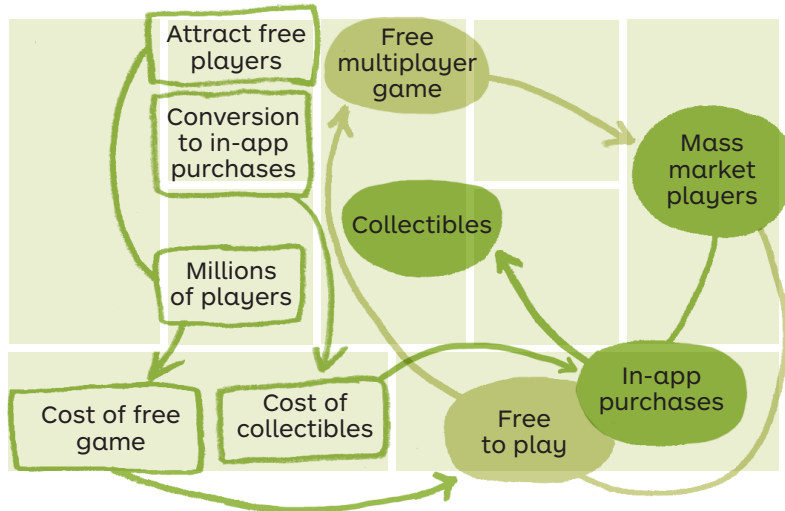 Attract free
players
Free
multiplayer
game
Conversion
to in-app
purchases
Mass
market
players
Collectibles
Millions
of players
In-app
purchases
Cost of free
game
Cost of
collectibles
Free
to play